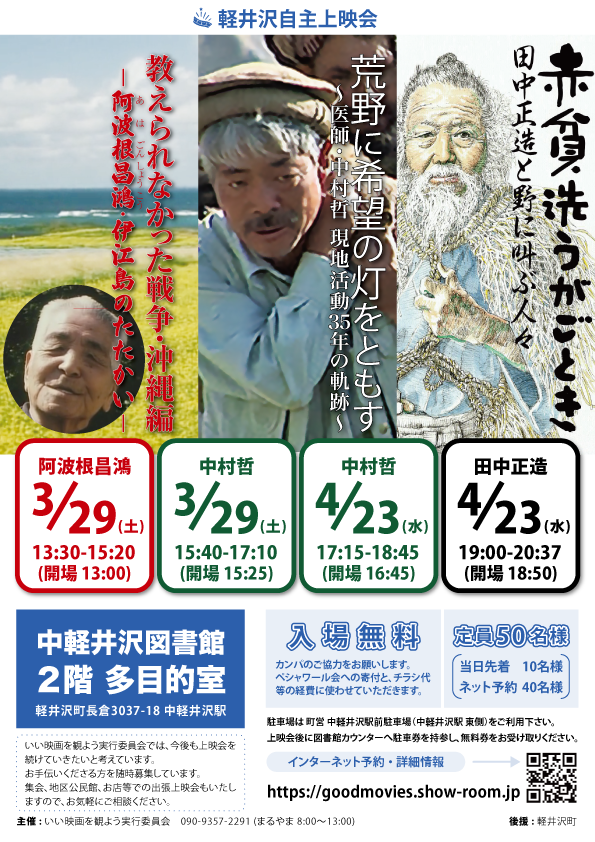 軽井沢自主上映会
教えられなかった戦争・沖縄編
―阿波根昌鴻・伊江島のたたかい―
あはごんしょうこう
荒野に希望の灯をともす
～医師・中村哲 現地活動35年の軌跡～
赤貧洗うがごとき
田中正造と野に叫ぶ人々
阿波根昌鴻
3/29(土)
13:30-15:20
(開場 13:00)
中村哲
3/29(土)
15:40-17:10
(開場 15:25)
中村哲
4/23(水)
17:15-18:45
(開場 16:45)
田中正造
4/23(水)
19:00-20:37
(開場 18:50)
中軽井沢図書館
2階 多目的室
軽井沢町長倉3037-18 中軽井沢駅
入場無料
カンパのご協力をお願いします。
ペシャワール会への寄付と、チラシ代
等の経費に使わせていただきます。
定員50名様
当日先着 10名様
ネット予約 40名様
駐車場は 町営 中軽井沢駅前駐車場（中軽井沢駅 東側）をご利用下さい。
上映会後に図書館カウンターへ駐車券を持参し、無料券をお受け取りください。
いい映画を観よう実行委員会では、今後も上映会を
続けていきたいと考えています。
お手伝いくださる方を随時募集しています。
集会、地区公民館、お店等での出張上映会もいたし
ますので、お気軽にご相談ください。
インターネット予約・詳細情報
https://goodmovies.show-room.jp
主催：いい映画を観よう実行委員会 090-9357-2291 (まるやま 8:00～13:00)
後援：軽井沢町